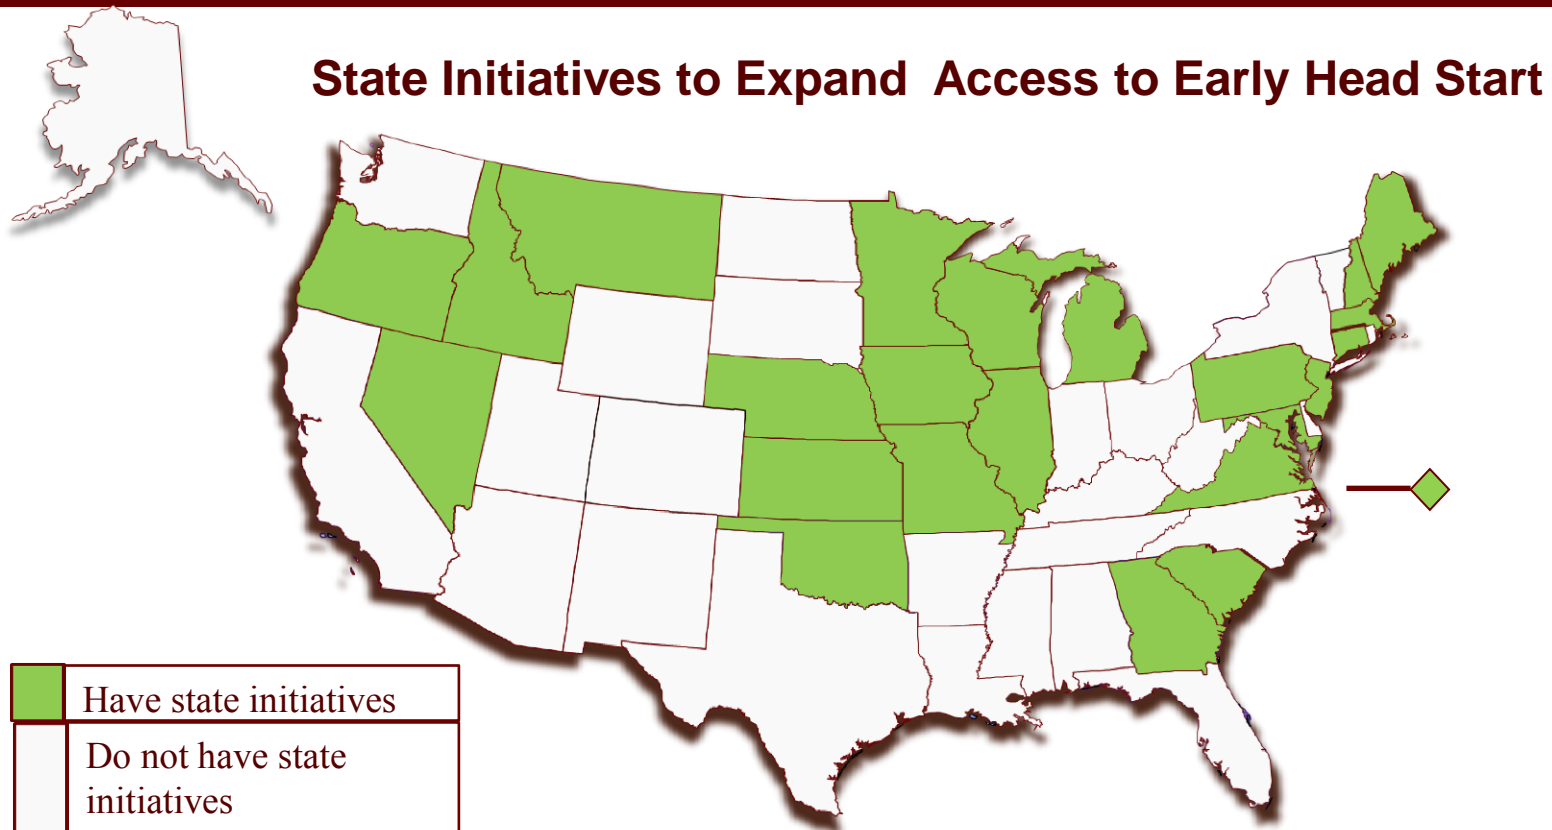 State Initiatives to Expand  Access to Early Head Start
Have state initiatives
Do not have state
initiatives